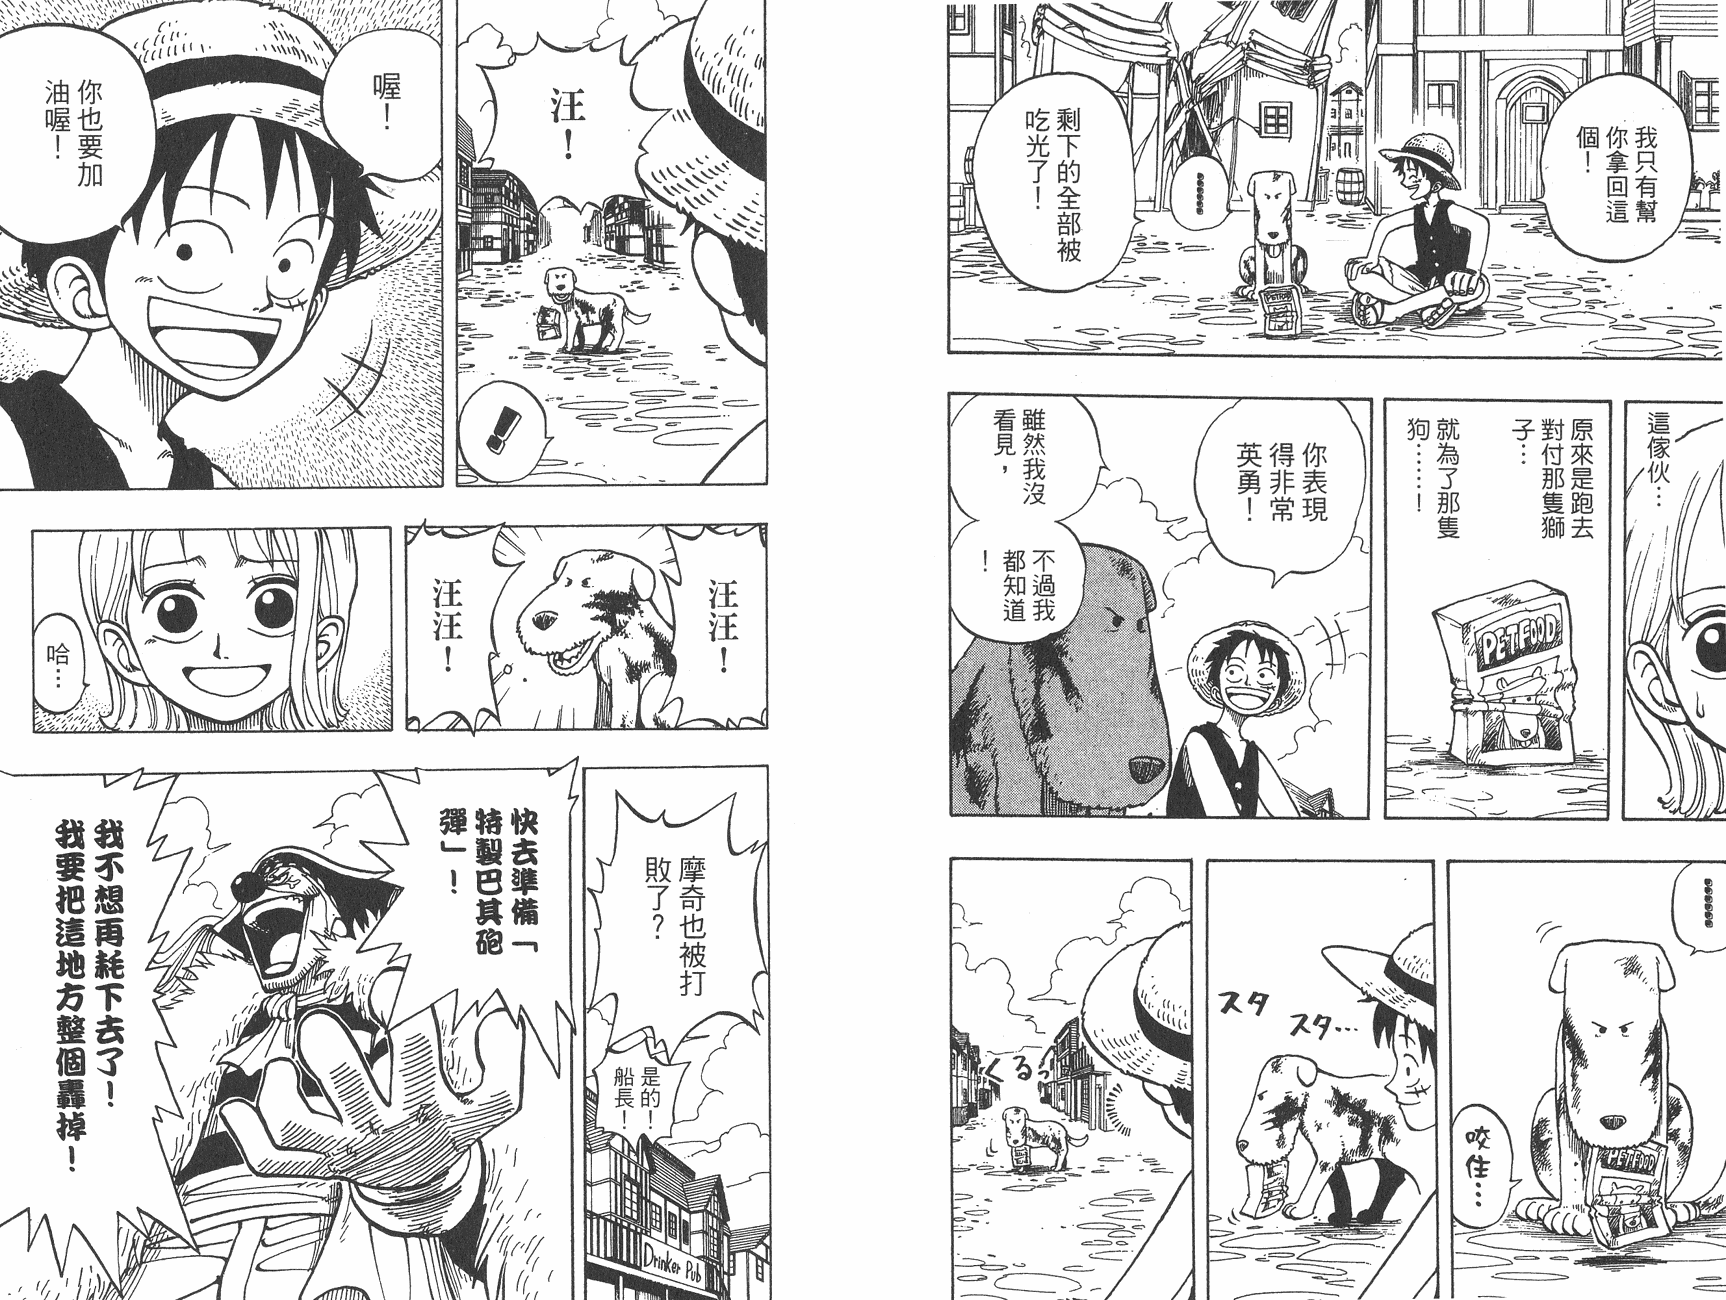 我只有幫
你拿回這
個！
………
剩下的全部被
吃光了！
PETFOOD
這傢伙…
原來是跑去
對付那隻獅
子…
就為了那隻
狗……！
PETFOOD
你表現
得非常
英勇！
雖然我沒
看見，
不過我
都知道
！
………
咬住…
PETFOOD
スタ
スタ…
くるっ
汪！
！
喔！
你也要加
油喔！
汪汪！
汪汪！
哈…
摩奇也被打
敗了？
是的！
船長！
Drinker Pub
快去準備「
特製巴其砲
彈」！
我不想再耗下去了！
我要把這地方整個轟掉！